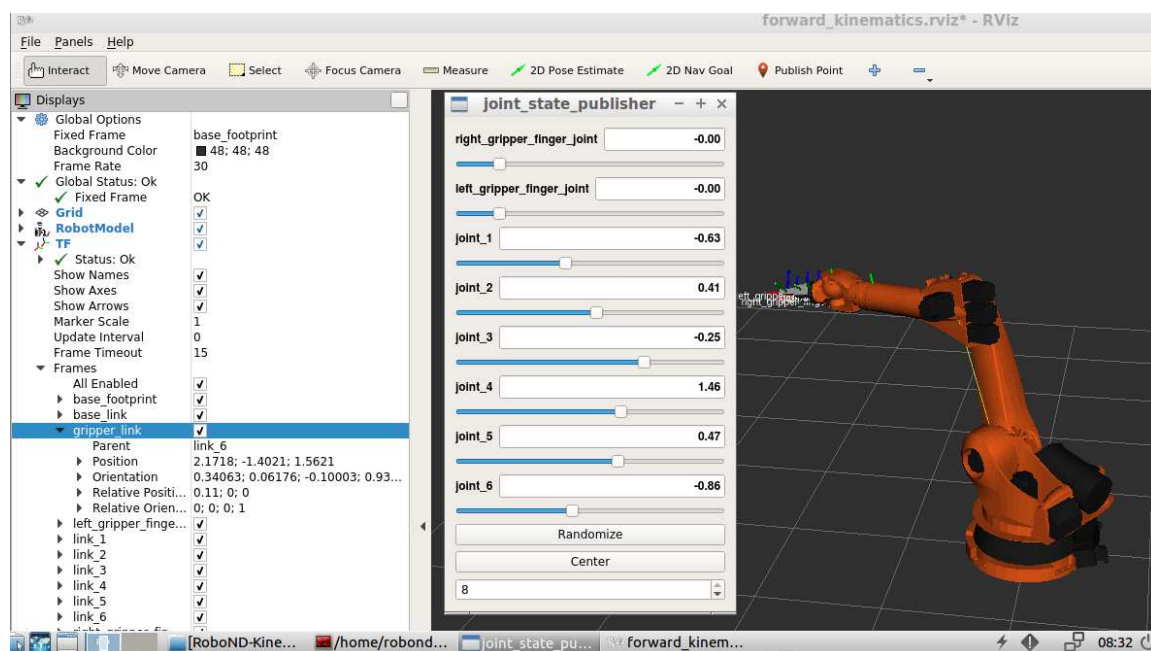 forward_kinematics.rviz* - RViz
File Panels Help
Interact Move Camera Select Focus Camera Measure 2D Pose Estimate 2D Nav Goal Publish Point
Displays
Global Options
Fixed Frame base_footprint
Background Color 48; 48; 48
Frame Rate 30
Global Status: Ok
Fixed Frame OK
Grid
RobotModel
TF
Status: Ok
Show Names
Show Axes
Show Arrows
Marker Scale 1
Update Interval 0
Frame Timeout 15
Frames
All Enabled
base_footprint
base_link
gripper_link
Parent link_6
Position 2.1718; -1.4021; 1.5621
Orientation 0.34063; 0.06176; -0.10003; 0.93...
Relative Positi... 0.11; 0; 0
Relative Orien... 0; 0; 0; 1
left_gripper_finge...
link_1
link_2
link_3
link_4
link_5
link_6
joint_state_publisher - + x
right_gripper_finger_joint -0.00
left_gripper_finger_joint -0.00
joint_1 -0.63
joint_2 0.41
joint_3 -0.25
joint_4 1.46
joint_5 0.47
joint_6 -0.86
Randomize
Center
8
[RoboND-Kine... /home/robond... joint_state_pu... forward_kinem... 08:32